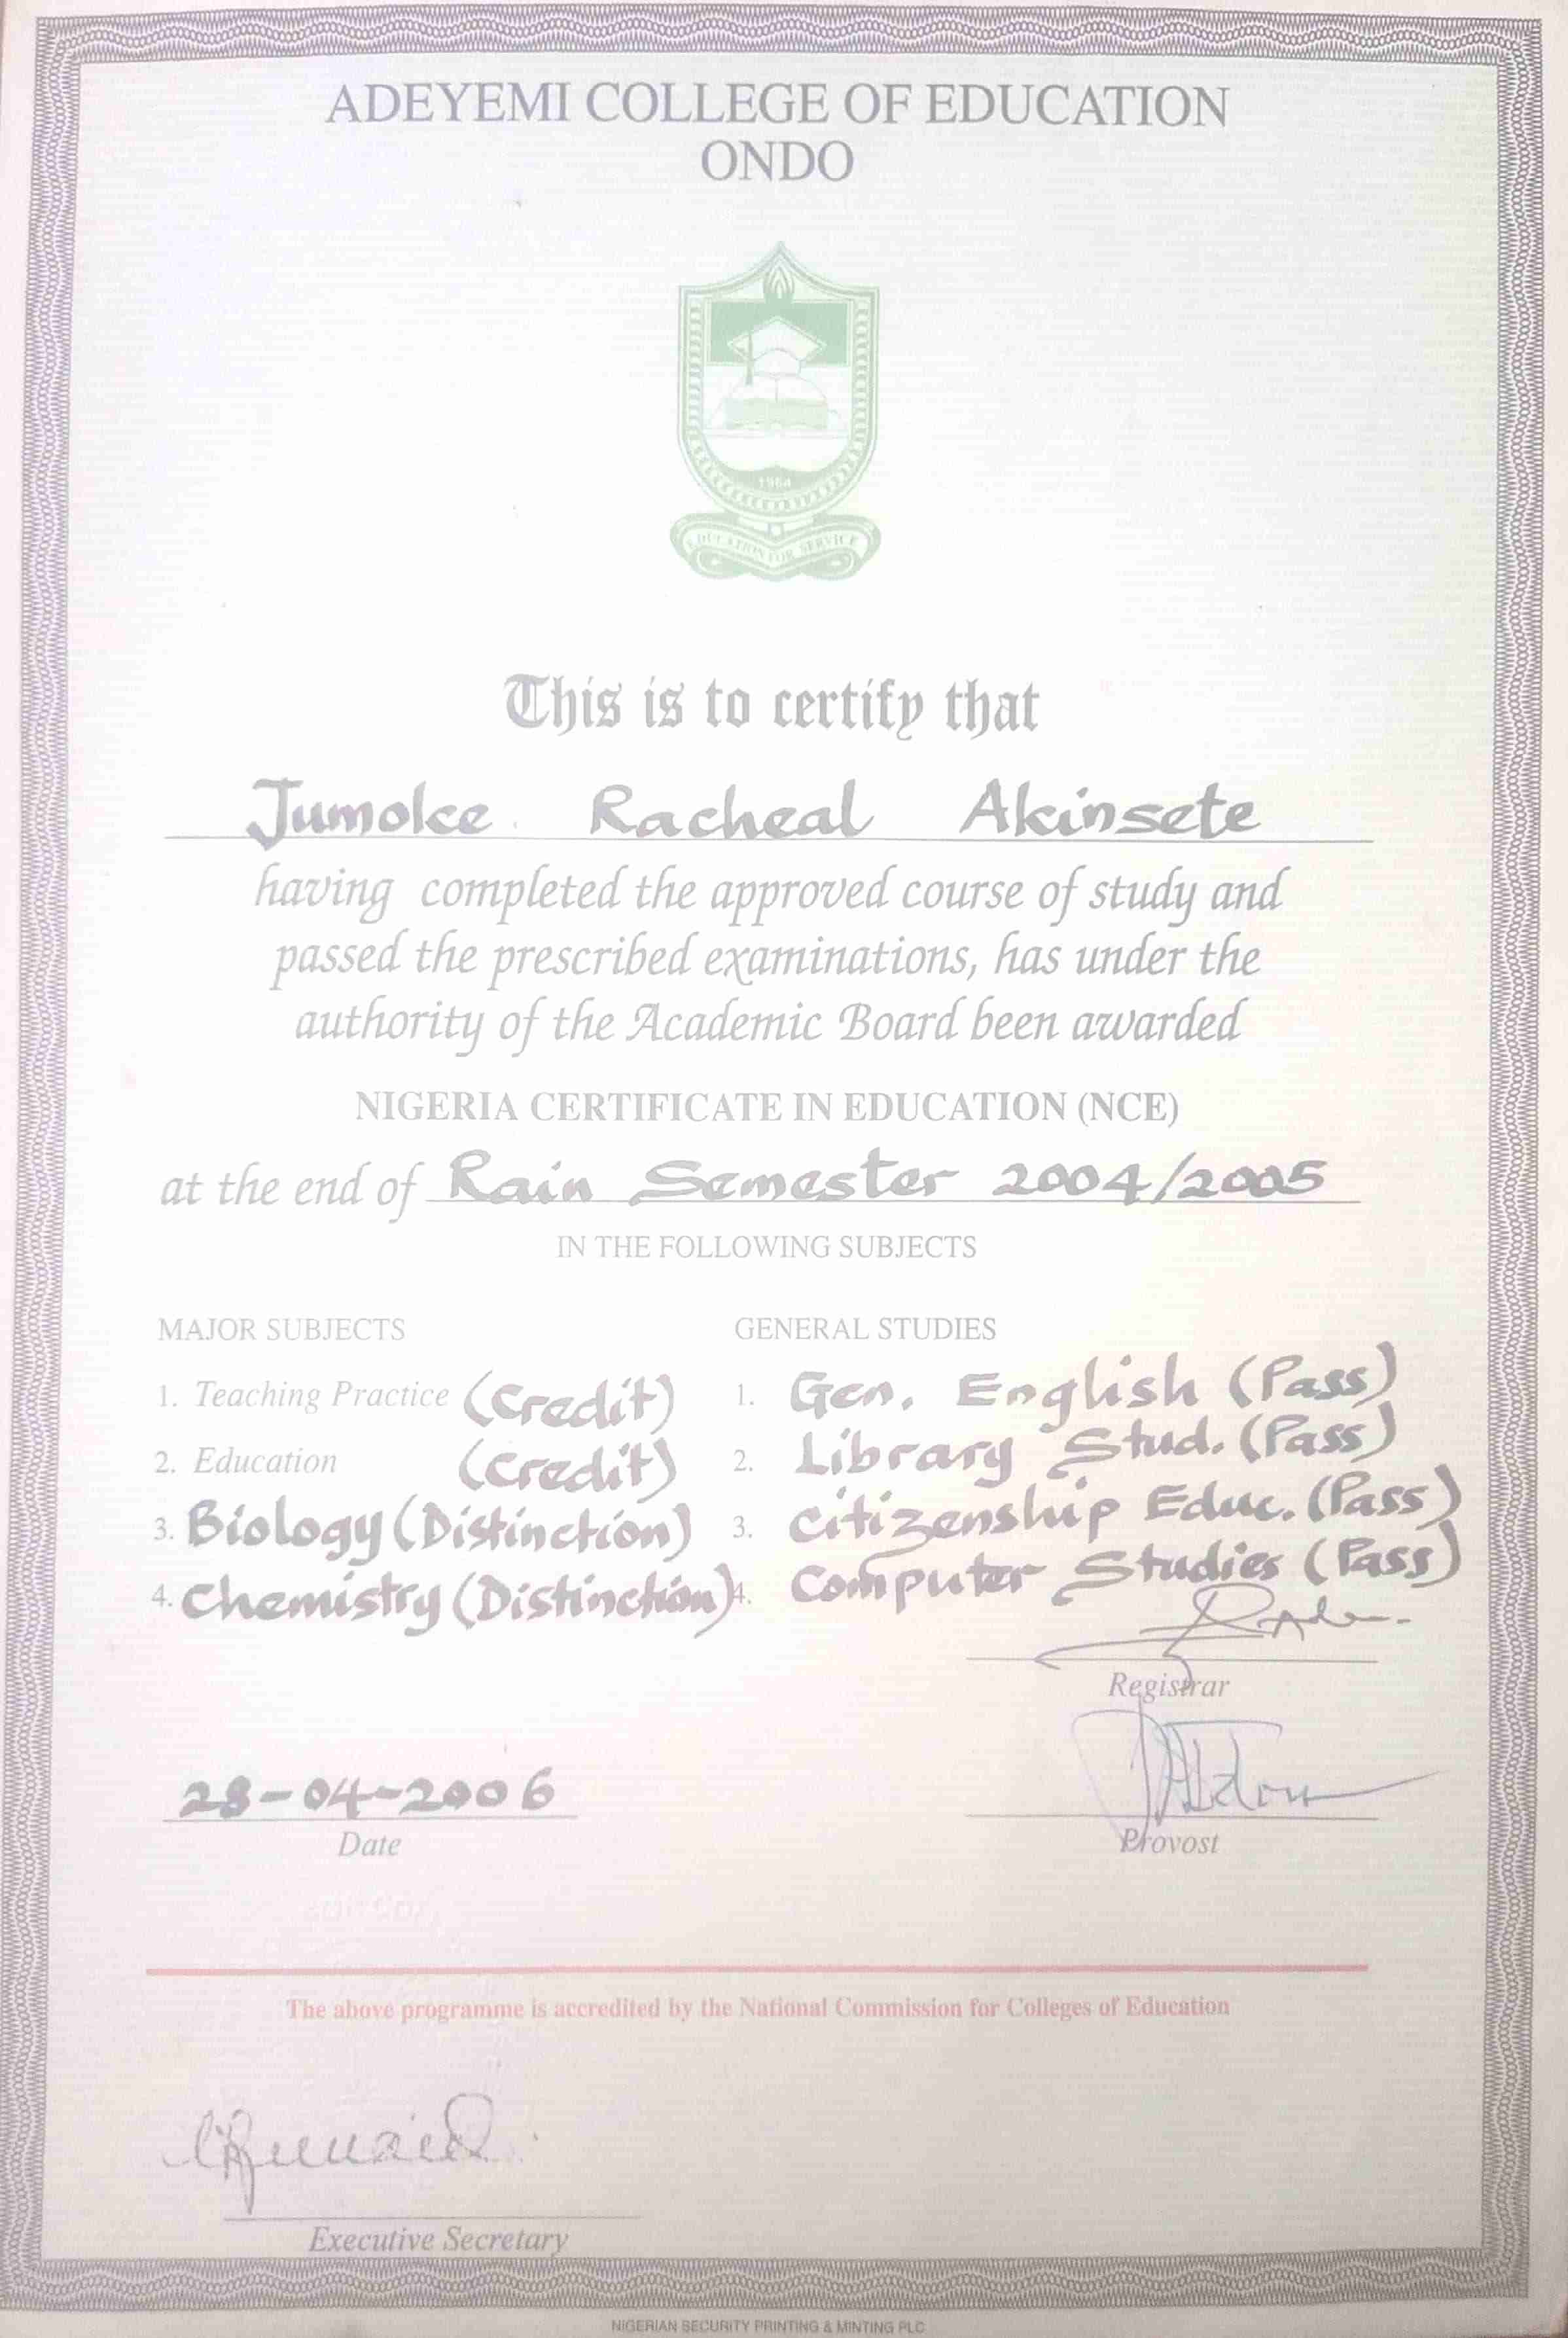 ADEYEMI COLLEGE OF EDUCATION
ONDO
1964
EDUCATION FOR SERVICE
This is to certify that
Jumoke Racheal Akinsete
having completed the approved course of study and
passed the prescribed examinations, has under the
authority of the Academic Board been awarded
NIGERIA CERTIFICATE IN EDUCATION (NCE)
at the end of Rain Semester 2004/2005
IN THE FOLLOWING SUBJECTS
MAJOR SUBJECTS
1. Teaching Practice (Credit)
2. Education (Credit)
3. Biology (Distinction)
4. Chemistry (Distinction)
GENERAL STUDIES
1. Gen. English (Pass)
2. Library Stud. (Pass)
3. Citizenship Educ. (Pass)
4. Computer Studies (Pass)
Registrar
28-04-2006
Date
Provost
The above programme is accredited by the National Commission for Colleges of Education
Executive Secretary
NIGERIAN SECURITY PRINTING & MINTING PLC